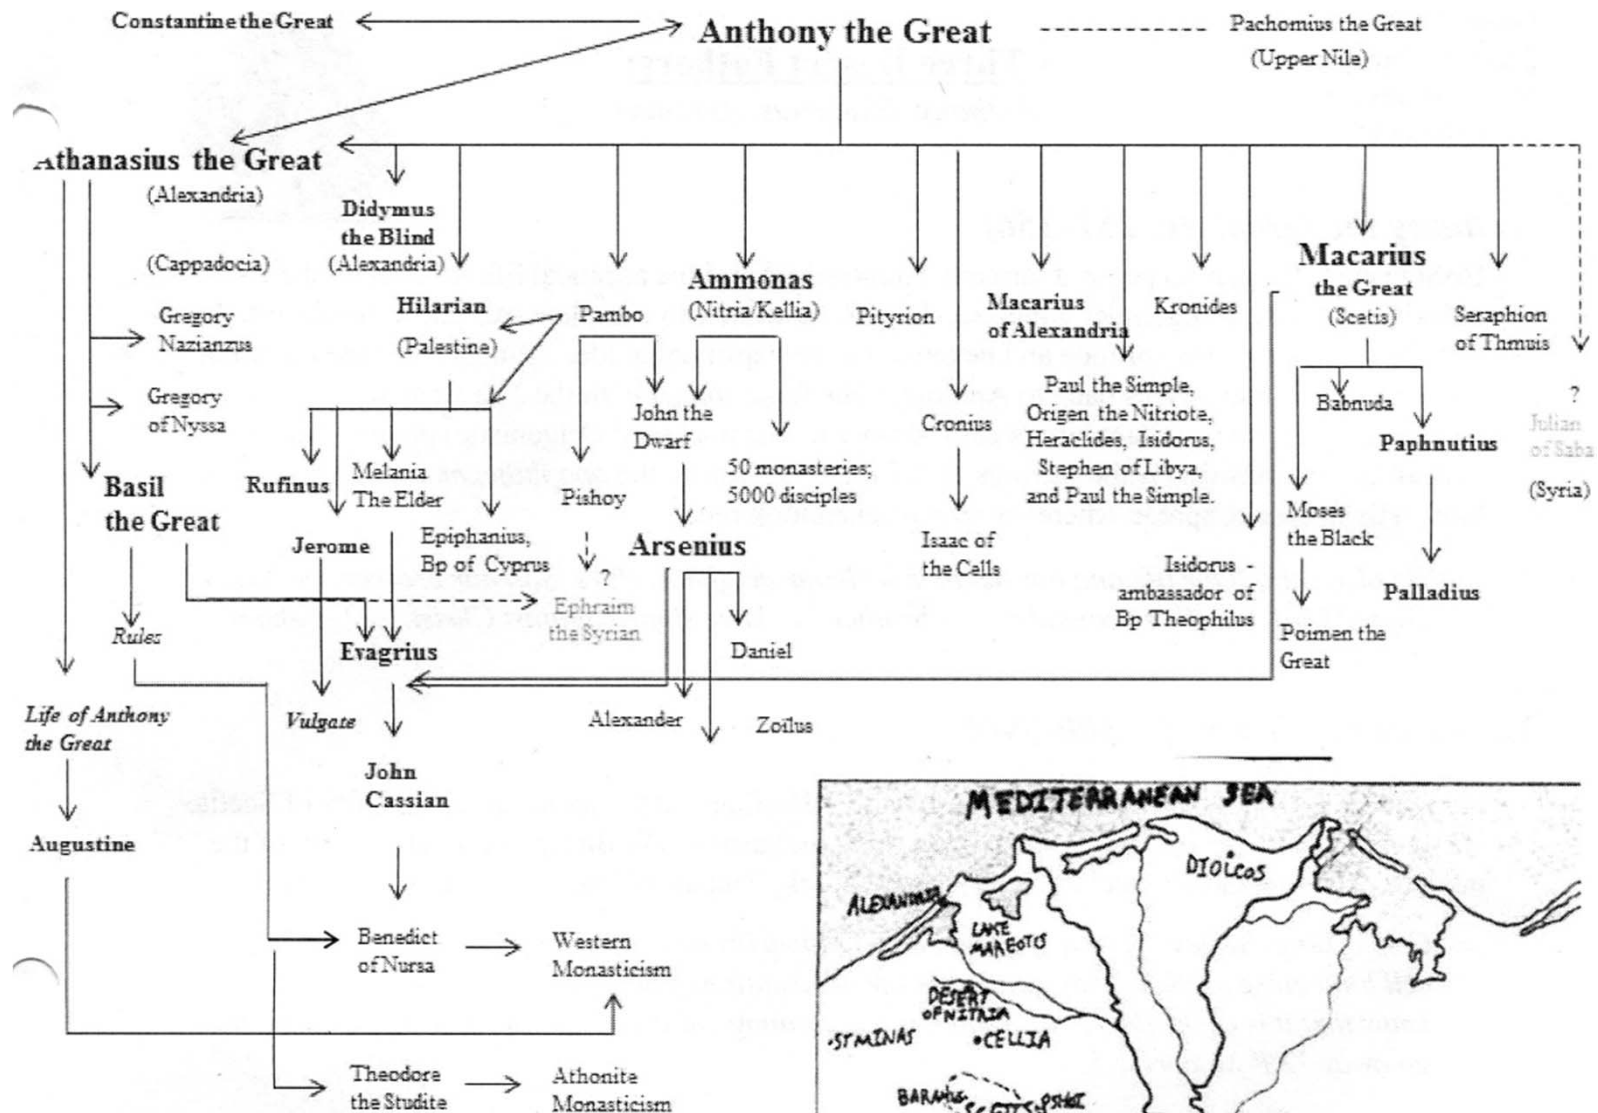 Constantine the Great
Anthony the Great
Pachomius the Great
(Upper Nile)
Athanasius the Great
(Alexandria)
Didymus
the Blind
(Alexandria)
(Cappadocia)
Gregory
Nazianzus
Gregory
of Nyssa
Basil
the Great
Hilarian
(Palestine)
Pambo
Ammonas
(Nitria/Kellia)
Pityrion
Macarius
of Alexandria
Kronides
Macarius
the Great
(Scetis)
Seraphion
of Thmuis
?
Julian
of Saba
(Syria)
Rufinus
Melania
The Elder
Jerome
Epiphanius,
Bp of Cyprus
John the
Dwarf
Pishoy
50 monasteries;
5000 disciples
Cronius
Isaac of
the Cells
Paul the Simple,
Origen the Nitriote,
Heraclides, Isidorus,
Stephen of Libya,
and Paul the Simple.
Babnuda
Paphnutius
Moses
the Black
Palladius
Isidorus -
ambassador of
Bp Theophilus
Poimen the
Great
?
Ephraim
the Syrian
Arsenius
Daniel
Alexander
Zoilus
Rules
Evagrius
Vulgate
Life of Anthony
the Great
Augustine
John
Cassian
Benedict
of Nursa
Western
Monasticism
Theodore
the Studite
Athonite
Monasticism
MEDITERRANEAN SEA
DIOLCOS
ALEXANDRIA
LAKE
MAREOTIS
DESERT
OF NITRIA
ST MINAS
CELLIA